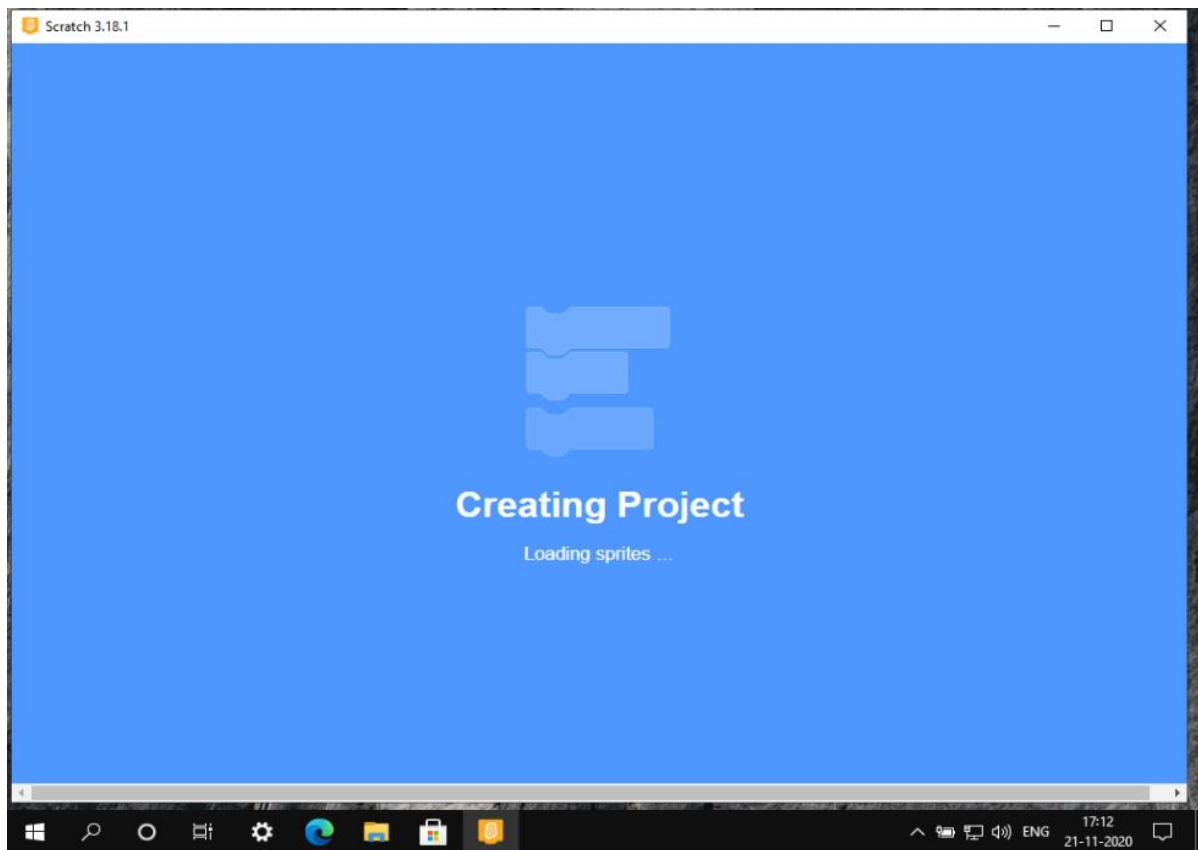 Scratch 3.18.1
Creating Project
Loading sprites ...
ENG
17:12
21-11-2020